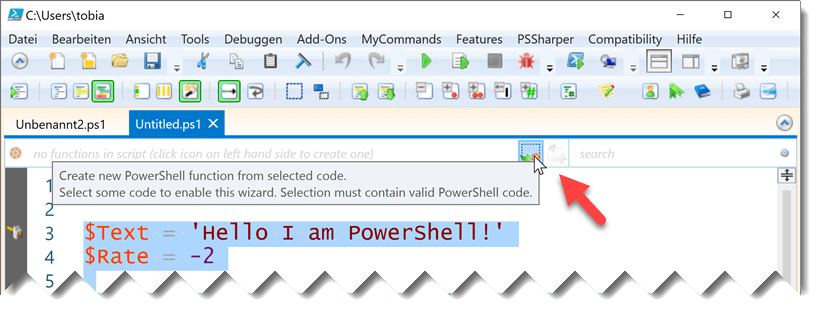 C:\Users\tobia
Datei Bearbeiten Ansicht Tools Debuggen Add-Ons MyCommands Features PSSharper Compatibility Hilfe
Unbenannt2.ps1 Untitled.ps1
no functions in script (click icon on left hand side to create one) search
Create new PowerShell function from selected code.
Select some code to enable this wizard. Selection must contain valid PowerShell code.
1
2
3 $Text = 'Hello I am PowerShell!'
4 $Rate = -2
5